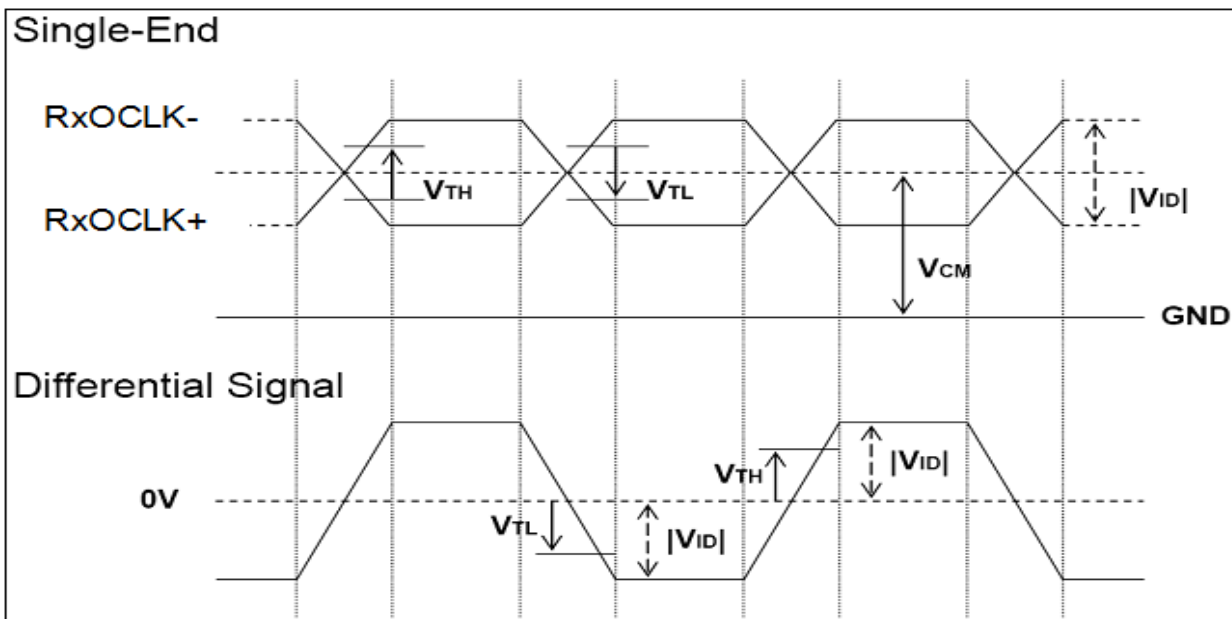 Single-End
RxOCLK-
VTH
VTL
|VID|
RxOCLK+
VCM
GND
Differential Signal
VTH
|VID|
0V
VTL
|VID|